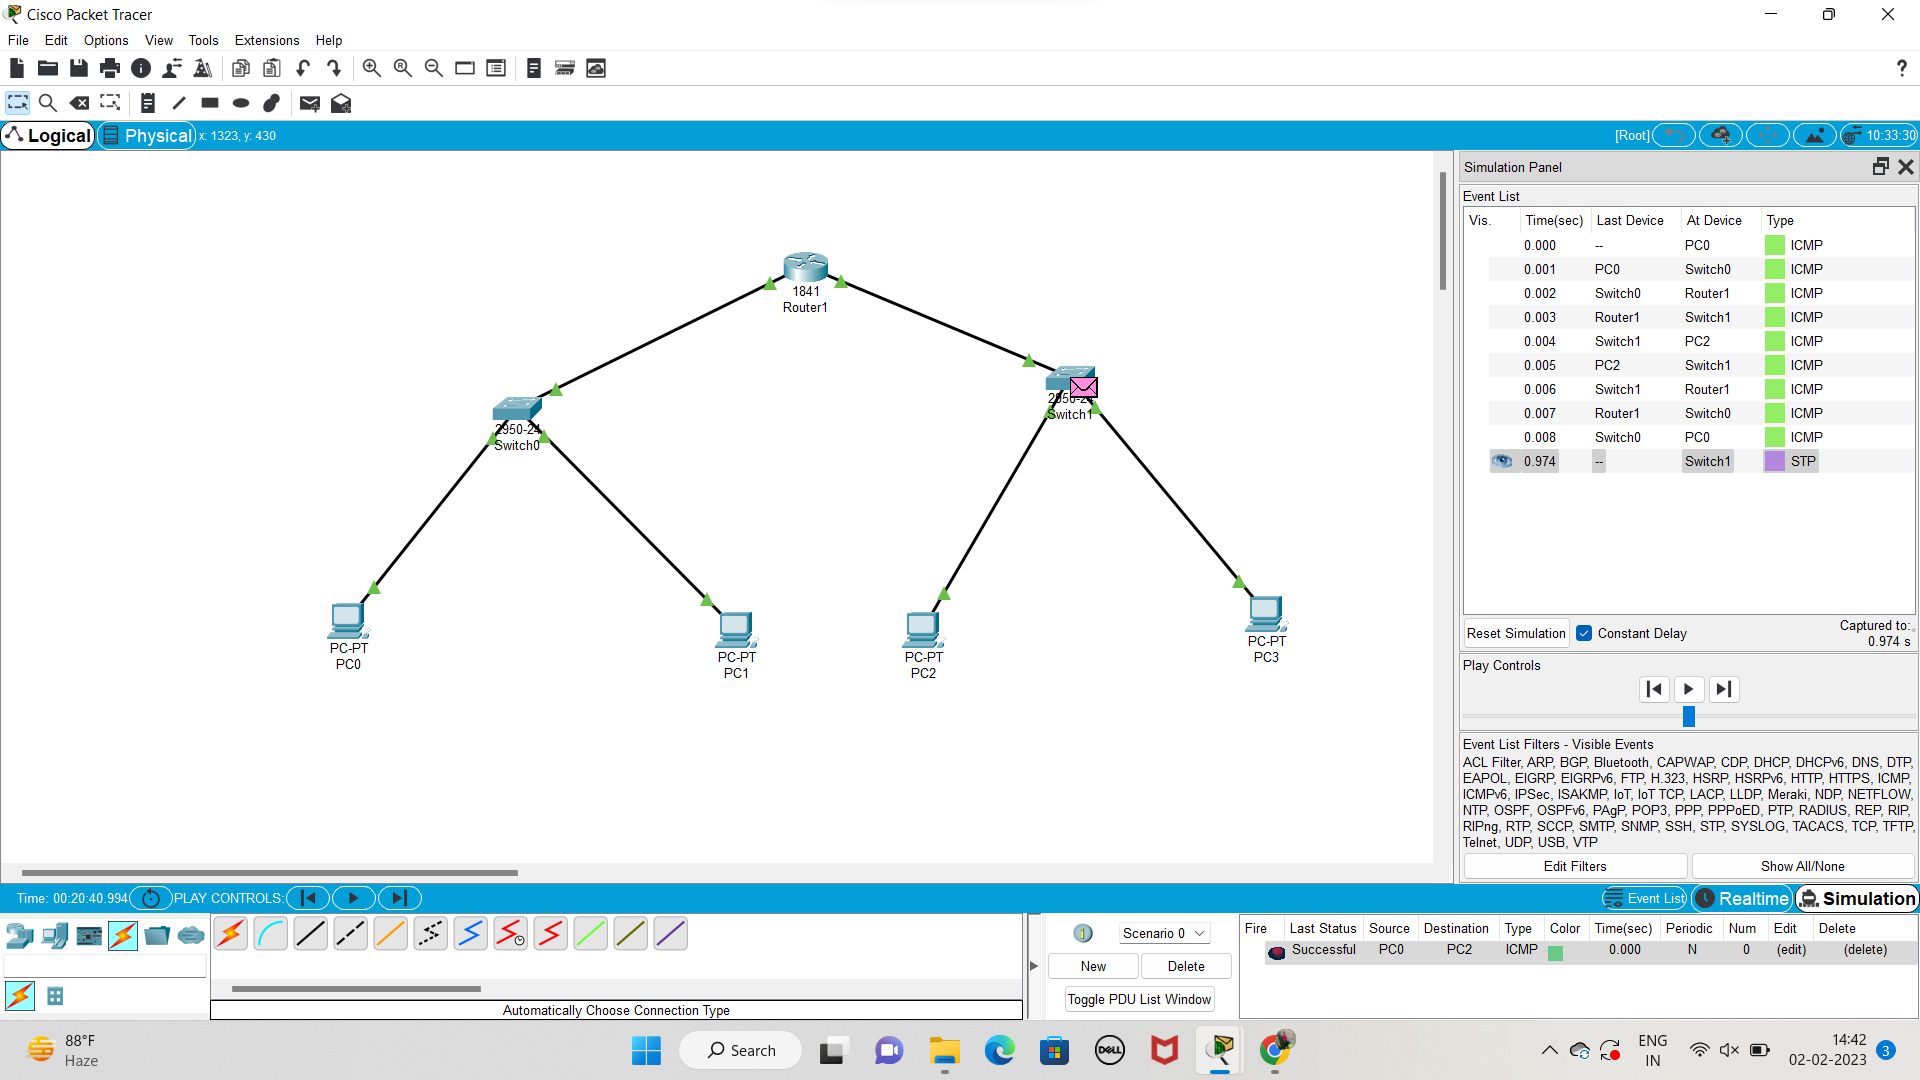 Cisco Packet Tracer
File Edit Options View Tools Extensions Help
Logical Physical x: 1323, y: 430 [Root] 10:33:30
Simulation Panel
Event List
Vis. Time(sec) Last Device At Device Type
0.000 -- PC0 ICMP
0.001 PC0 Switch0 ICMP
0.002 Switch0 Router1 ICMP
0.003 Router1 Switch1 ICMP
0.004 Switch1 PC2 ICMP
0.005 PC2 Switch1 ICMP
0.006 Switch1 Router1 ICMP
0.007 Router1 Switch0 ICMP
0.008 Switch0 PC0 ICMP
0.974 -- Switch1 STP
1841
Router1
2950-24
Switch0
2950-24
Switch1
PC-PT
PC0
PC-PT
PC1
PC-PT
PC2
PC-PT
PC3
Reset Simulation Constant Delay Captured to:
0.974 s
Play Controls
Event List Filters - Visible Events
ACL Filter, ARP, BGP, Bluetooth, CAPWAP, CDP, DHCP, DHCPv6, DNS, DTP,
EAPOL, EIGRP, EIGRPv6, FTP, H.323, HSRP, HSRPv6, HTTP, HTTPS, ICMP,
ICMPv6, IPSec, ISAKMP, IoT, IoT TCP, LACP, LLDP, Meraki, NDP, NETFLOW,
NTP, OSPF, OSPFv6, PAgP, POP3, PPP, PPPoED, PTP, RADIUS, REP, RIP,
RIPng, RTP, SCCP, SMTP, SNMP, SSH, STP, SYSLOG, TACACS, TCP, TFTP,
Telnet, UDP, USB, VTP
Edit Filters Show All/None
Time: 00:20:40.994 PLAY CONTROLS: Event List Realtime Simulation
Automatically Choose Connection Type
1 Scenario 0
New Delete
Toggle PDU List Window
Fire Last Status Source Destination Type Color Time(sec) Periodic Num Edit Delete
Successful PC0 PC2 ICMP 0.000 N 0 (edit) (delete)
88°F
Haze
Search
DELL
ENG
IN
14:42
02-02-2023
3